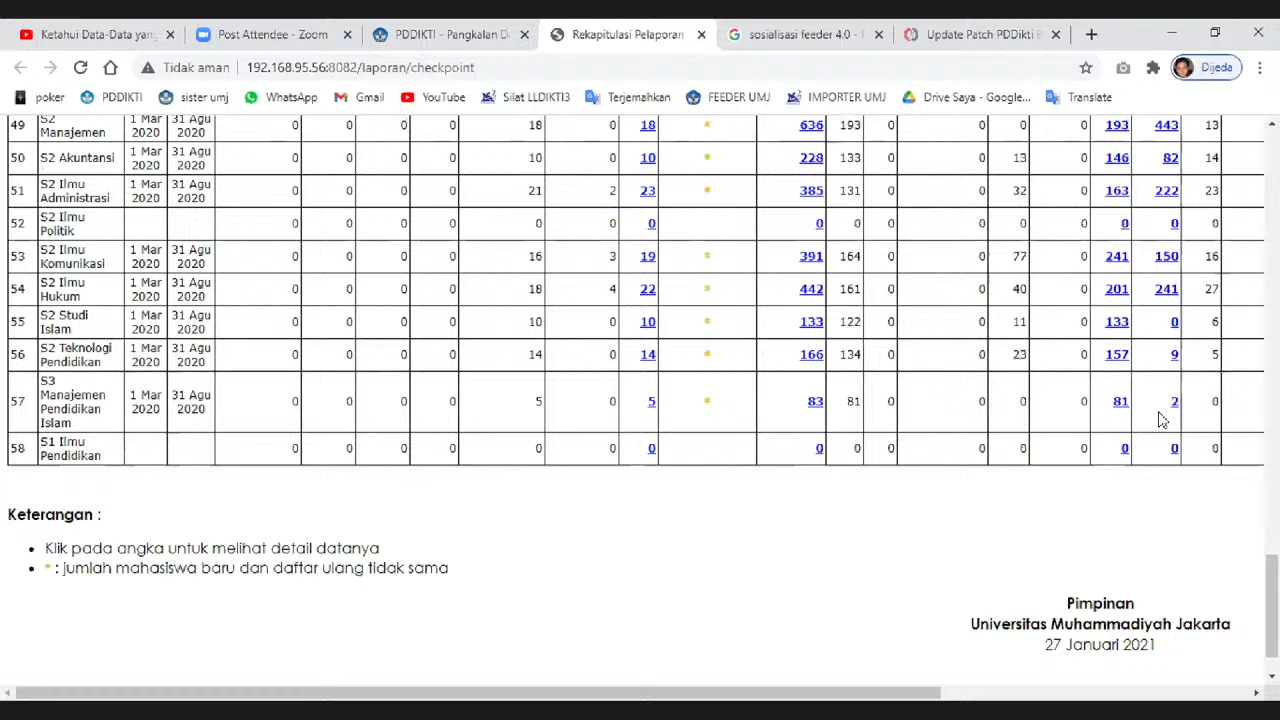 Ketahui Data-Data yang
Post Attendee - Zoom
PDDIKTI - Pangkalan D
Rekapitulasi Pelaporan
sosialisasi feeder 4.0 -
Update Patch PDDikti
Tidak aman 192.168.95.56:8082/laporan/checkpoint Dijeda
poker PDDIKTI sister umj WhatsApp Gmail YouTube Silat LLDIKTI3 Terjemahkan FEEDER UMJ IMPORTER UMJ Drive Saya - Google... Translate
49 S2 Manajemen 1 Mar 2020 31 Agu 2020 0 0 0 0 18 0 18 * 636 193 0 0 0 0 193 443 13
50 S2 Akuntansi 1 Mar 2020 31 Agu 2020 0 0 0 0 10 0 10 * 228 133 0 0 13 0 146 82 14
51 S2 Ilmu Administrasi 1 Mar 2020 31 Agu 2020 0 0 0 0 21 2 23 * 385 131 0 0 32 0 163 222 23
52 S2 Ilmu Politik 0 0 0 0 0 0 0 0 0 0 0 0 0 0 0 0
53 S2 Ilmu Komunikasi 1 Mar 2020 31 Agu 2020 0 0 0 0 16 3 19 * 391 164 0 0 77 0 241 150 16
54 S2 Ilmu Hukum 1 Mar 2020 31 Agu 2020 0 0 0 0 18 4 22 * 442 161 0 0 40 0 201 241 27
55 S2 Studi Islam 1 Mar 2020 31 Agu 2020 0 0 0 0 10 0 10 * 133 122 0 0 11 0 133 0 6
56 S2 Teknologi Pendidikan 1 Mar 2020 31 Agu 2020 0 0 0 0 14 0 14 * 166 134 0 0 23 0 157 9 5
57 S3 Manajemen Pendidikan Islam 1 Mar 2020 31 Agu 2020 0 0 0 0 5 0 5 * 83 81 0 0 0 0 81 2 0
58 S1 Ilmu Pendidikan 0 0 0 0 0 0 0 0 0 0 0 0 0 0 0 0
Keterangan :
• Klik pada angka untuk melihat detail datanya
• * : jumlah mahasiswa baru dan daftar ulang tidak sama
Pimpinan
Universitas Muhammadiyah Jakarta
27 Januari 2021